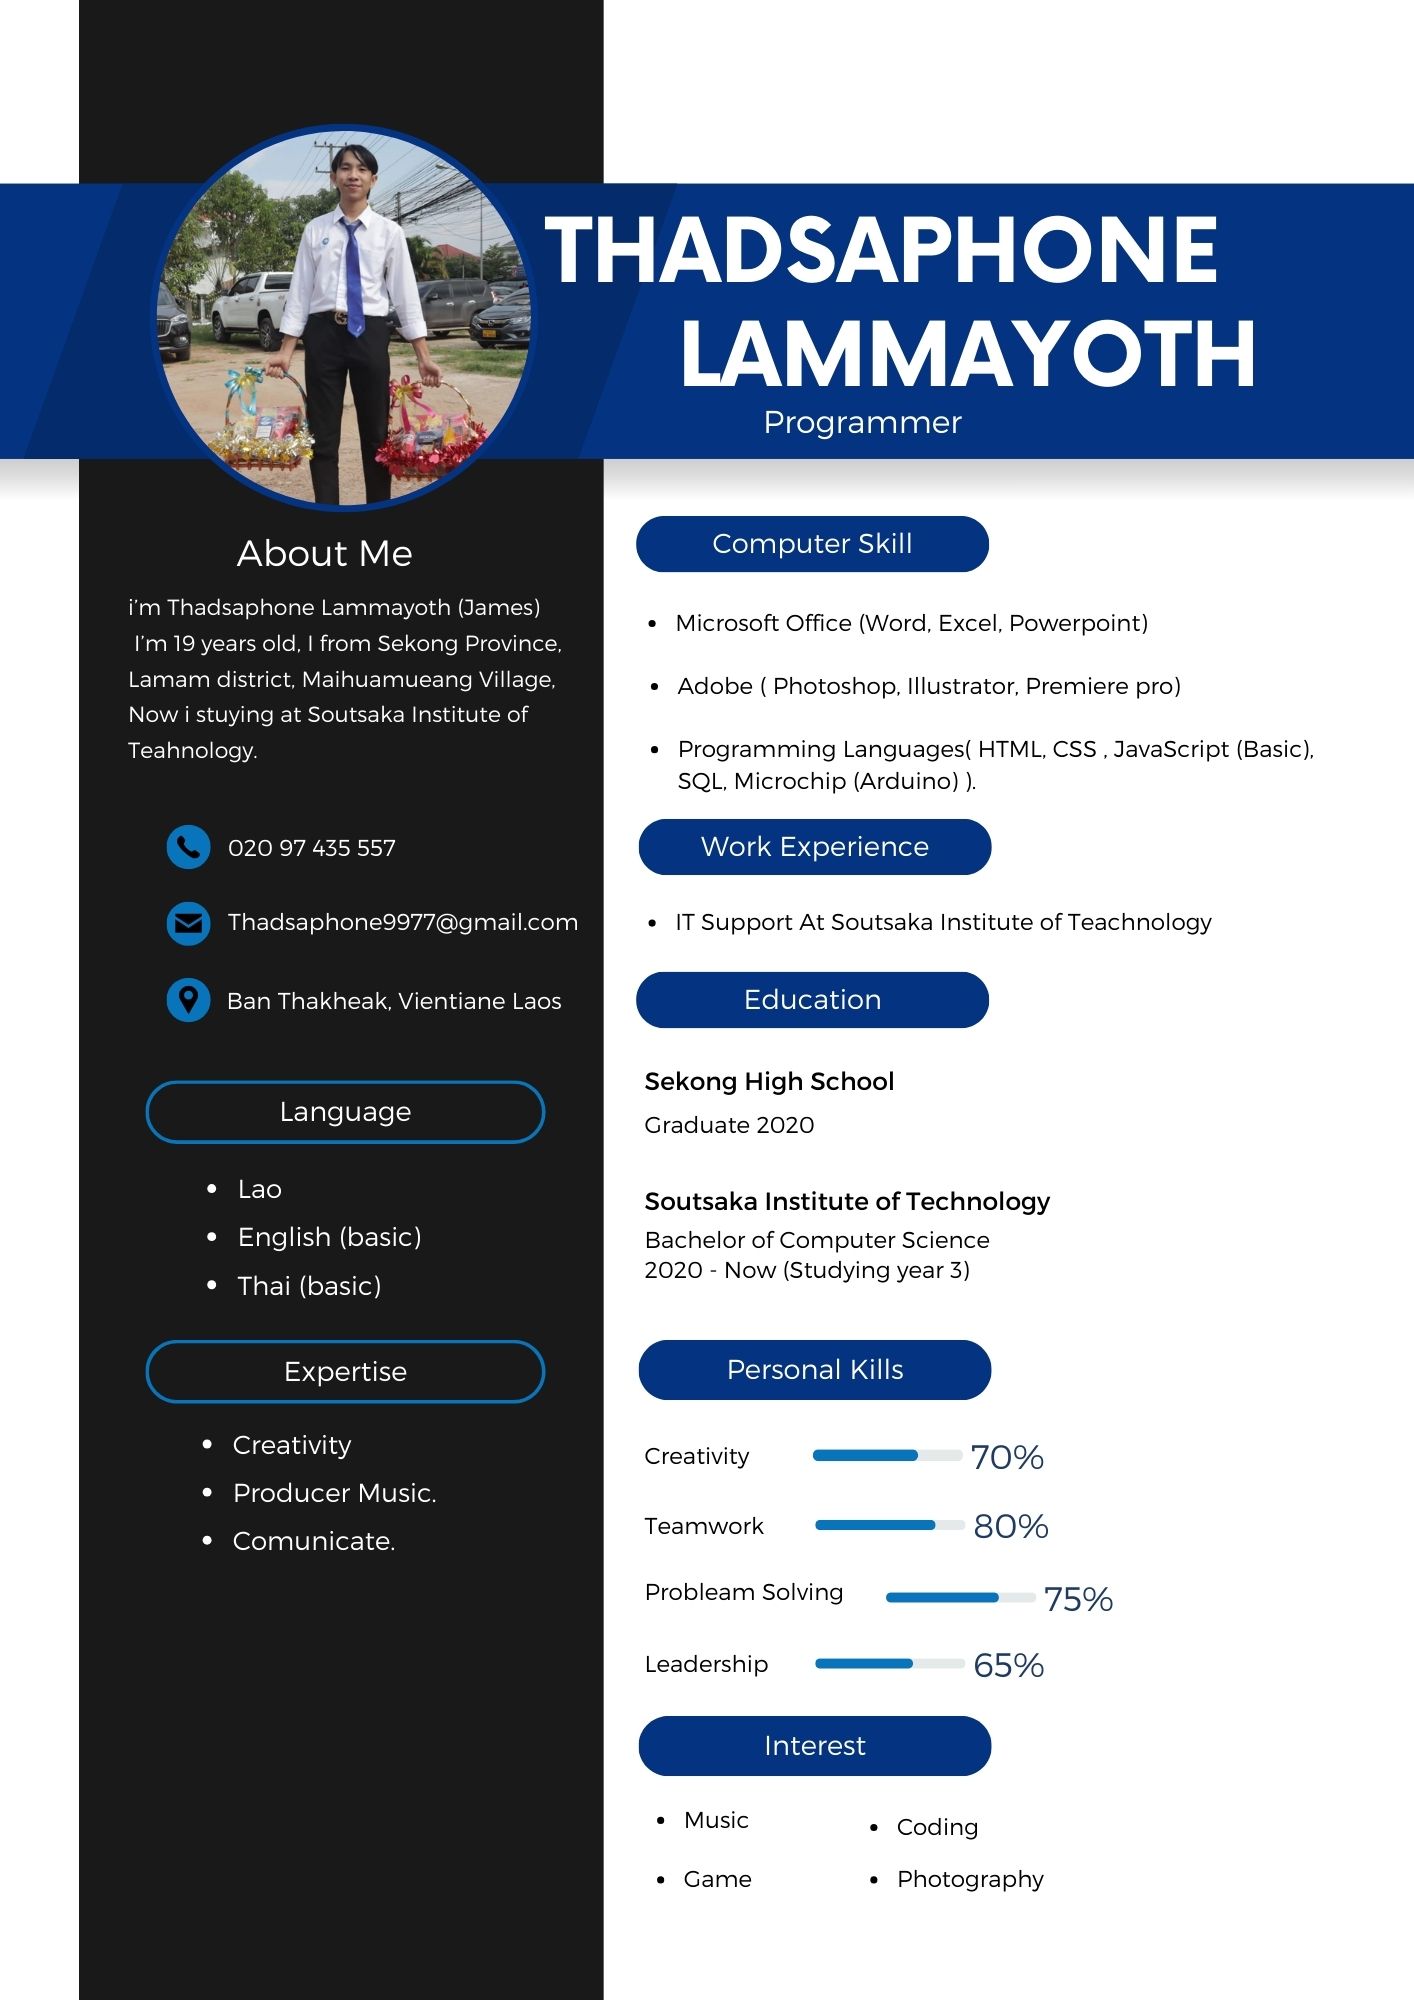 THADSAPHONE
LAMMAYOTH
Programmer
About Me
i'm Thadsaphone Lammayoth (James)
I'm 19 years old, I from Sekong Province,
Lamam district, Maihuamueang Village,
Now i stuying at Soutsaka Institute of
Teahnology.
020 97 435 557
Thadsaphone9977@gmail.com
Ban Thakheak, Vientiane Laos
Language
• Lao
• English (basic)
• Thai (basic)
Expertise
• Creativity
• Producer Music.
• Comunicate.
Computer Skill
• Microsoft Office (Word, Excel, Powerpoint)
• Adobe ( Photoshop, Illustrator, Premiere pro)
• Programming Languages( HTML, CSS , JavaScript (Basic),
SQL, Microchip (Arduino) ).
Work Experience
• IT Support At Soutsaka Institute of Teachnology
Education
Sekong High School
Graduate 2020
Soutsaka Institute of Technology
Bachelor of Computer Science
2020 - Now (Studying year 3)
Personal Kills
Creativity 70%
Teamwork 80%
Probleam Solving 75%
Leadership 65%
Interest
• Music
• Game
• Coding
• Photography